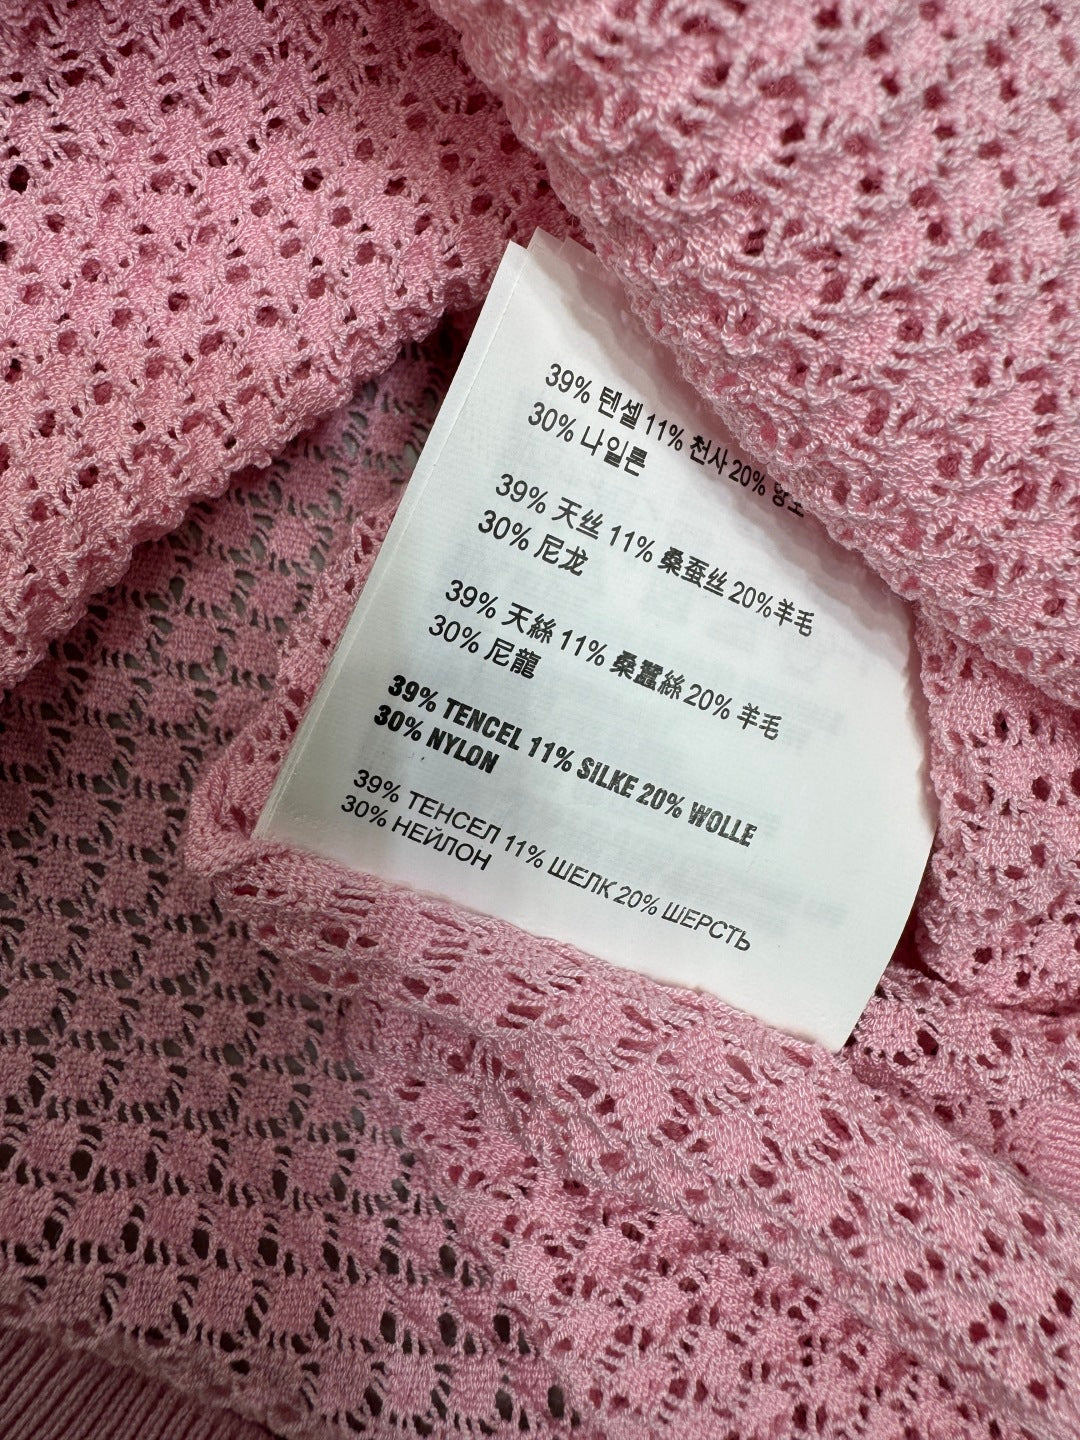 39% 텐셀 11% 천사 20% 양모
30% 나일론
39% 天丝 11% 桑蚕丝 20% 羊毛
30% 尼龙
39% 天絲 11% 桑蠶絲 20% 羊毛
30% 尼龍
39% TENCEL 11% SILKE 20% WOLLE
30% NYLON
39% ТЕНСЕЛ 11% ШЕЛК 20% ШЕРСТЬ
30% НЕЙЛОН